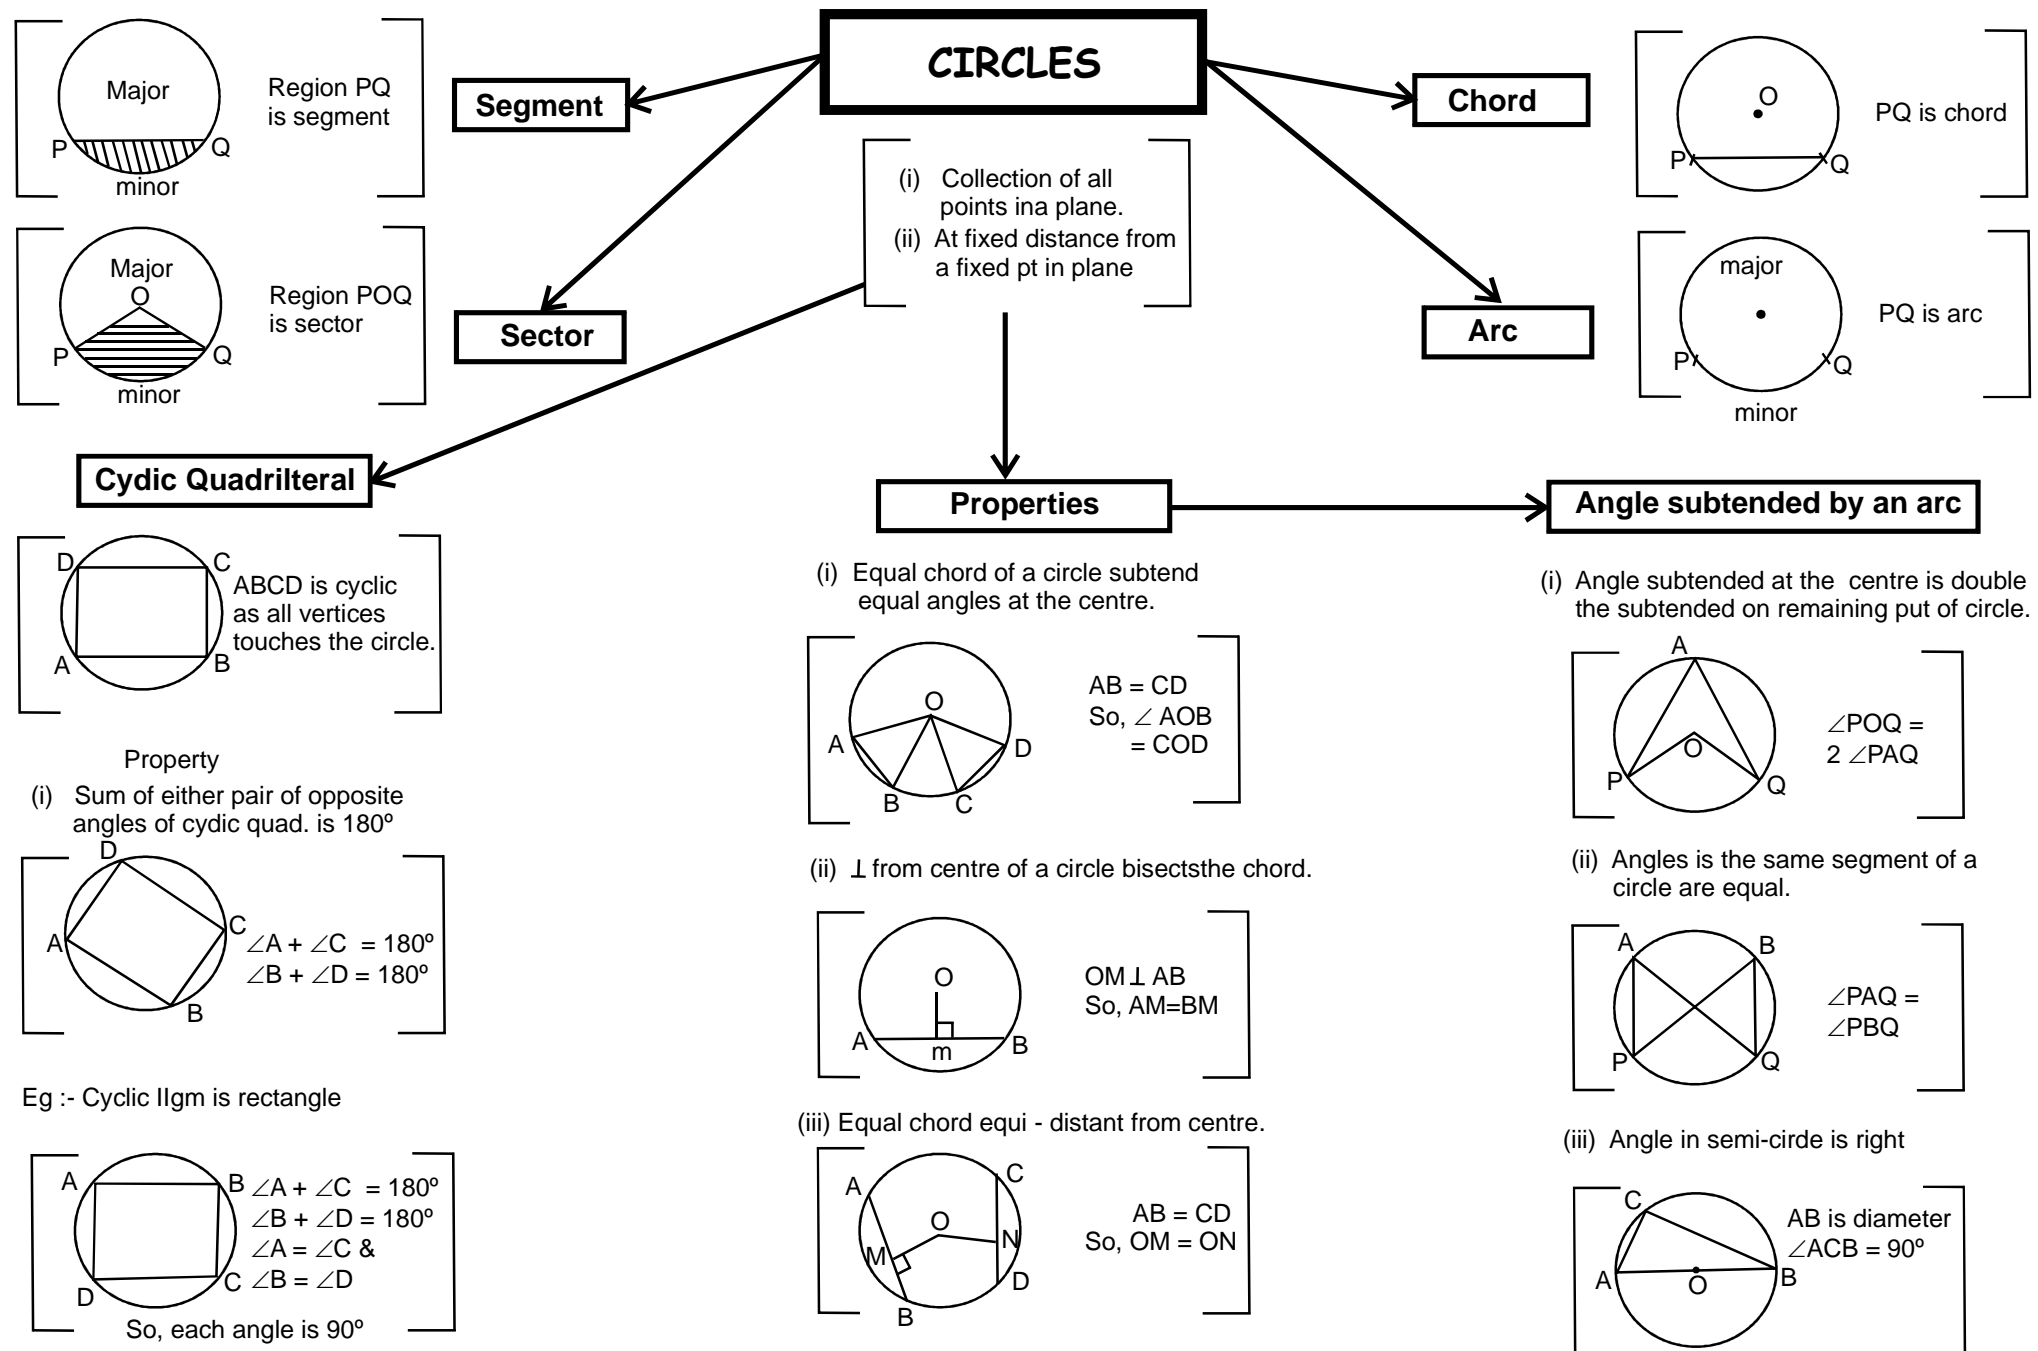 CIRCLES
(i) Collection of all
points ina plane.
(ii) At fixed distance from
a fixed pt in plane
Segment
Major
P
Q
minor
Region PQ
is segment
Sector
Major
O
P
Q
minor
Region POQ
is sector
Chord
O
P
Q
PQ is chord
Arc
major
P
Q
minor
PQ is arc
Cydic Quadrilteral
D
C
A
B
ABCD is cyclic
as all vertices
touches the circle.
Property
(i) Sum of either pair of opposite
angles of cydic quad. is 180º
D
C
A
B
∠A + ∠C = 180º
∠B + ∠D = 180º
Eg :- Cyclic IIgm is rectangle
A
B
D
C
∠A + ∠C = 180º
∠B + ∠D = 180º
∠A = ∠C &
∠B = ∠D
So, each angle is 90º
Properties
(i) Equal chord of a circle subtend
equal angles at the centre.
O
A
D
B
C
AB = CD
So, ∠ AOB
= COD
(ii) ⊥ from centre of a circle bisectsthe chord.
O
A
m
B
OM ⊥ AB
So, AM=BM
(iii) Equal chord equi - distant from centre.
A
C
O
M
N
D
B
AB = CD
So, OM = ON
Angle subtended by an arc
(i) Angle subtended at the centre is double
the subtended on remaining put of circle.
A
O
P
Q
∠POQ =
2 ∠PAQ
(ii) Angles is the same segment of a
circle are equal.
A
B
P
Q
∠PAQ =
∠PBQ
(iii) Angle in semi-cirde is right
C
A
O
B
AB is diameter
∠ACB = 90º